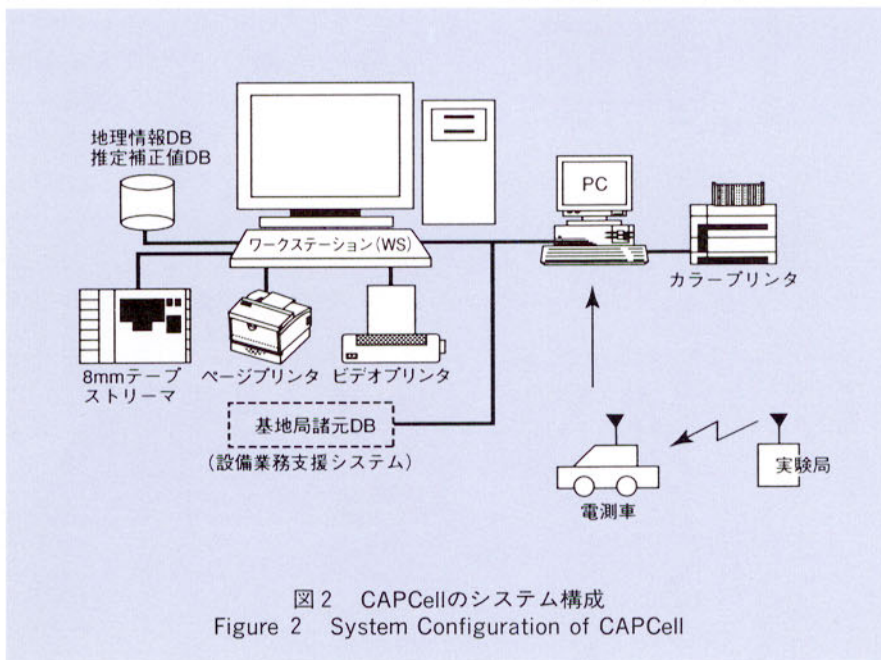 地理情報DB
推定補正値DB
ワークステーション(WS)
PC
カラープリンタ
8mmテープ
ストリーマ
ページプリンタ
ビデオプリンタ
基地局諸元DB
(設備業務支援システム)
電測車
実験局
図2 CAPCellのシステム構成
Figure 2 System Configuration of CAPCell